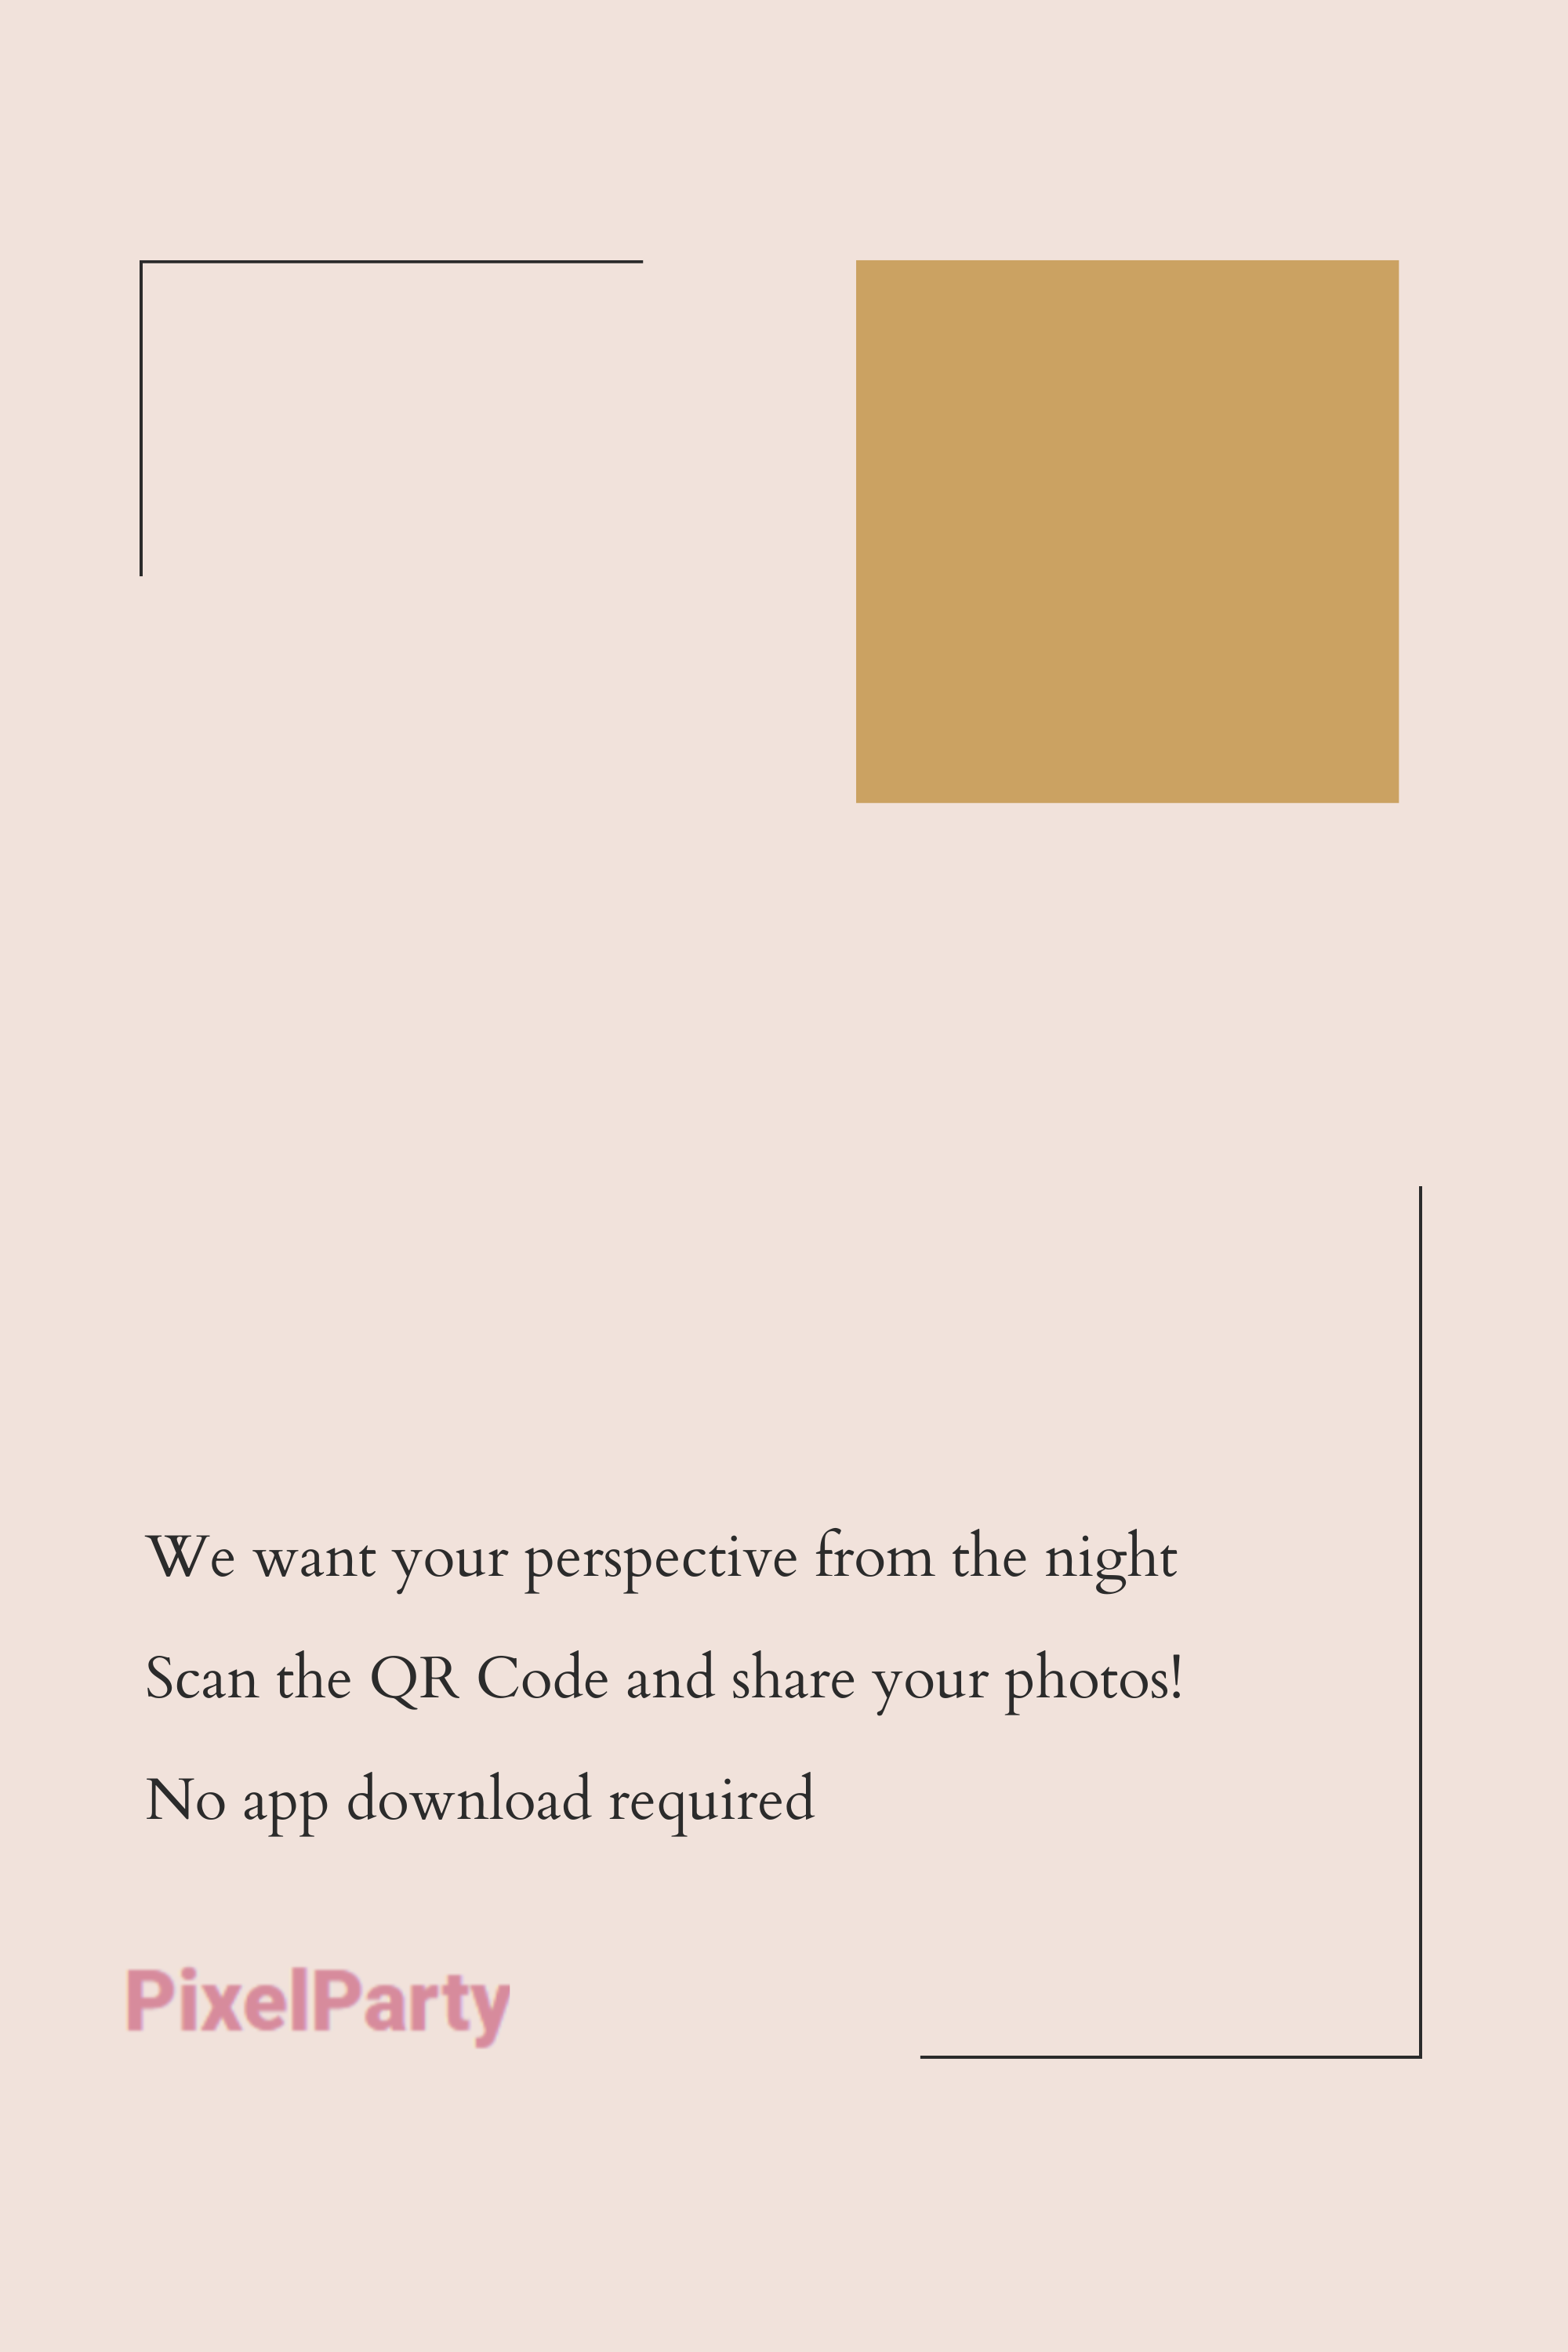 We want your perspective from the night
Scan the QR Code and share your photos!
No app download required
PixelParty